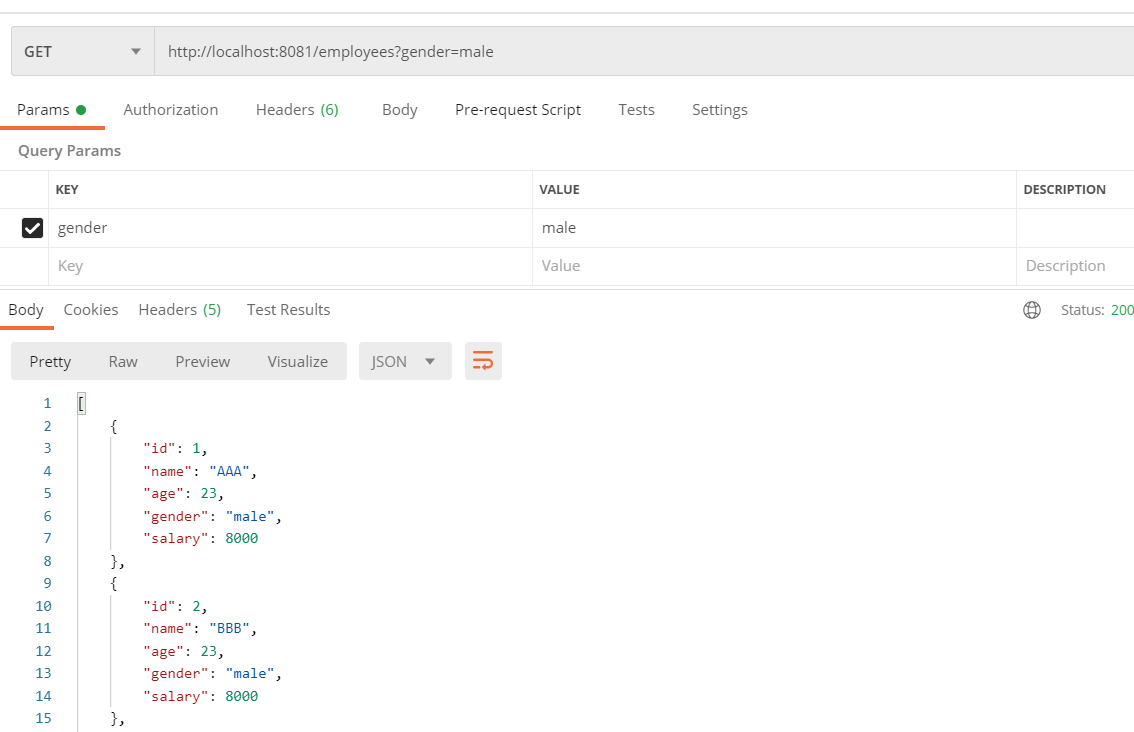 GET http://localhost:8081/employees?gender=male
Params Authorization Headers (6) Body Pre-request Script Tests Settings
Query Params
KEY VALUE DESCRIPTION
gender male
Key Value Description
Body Cookies Headers (5) Test Results Status: 200
Pretty Raw Preview Visualize JSON
1 [
2 {
3 "id": 1,
4 "name": "AAA",
5 "age": 23,
6 "gender": "male",
7 "salary": 8000
8 },
9 {
10 "id": 2,
11 "name": "BBB",
12 "age": 23,
13 "gender": "male",
14 "salary": 8000
15 },